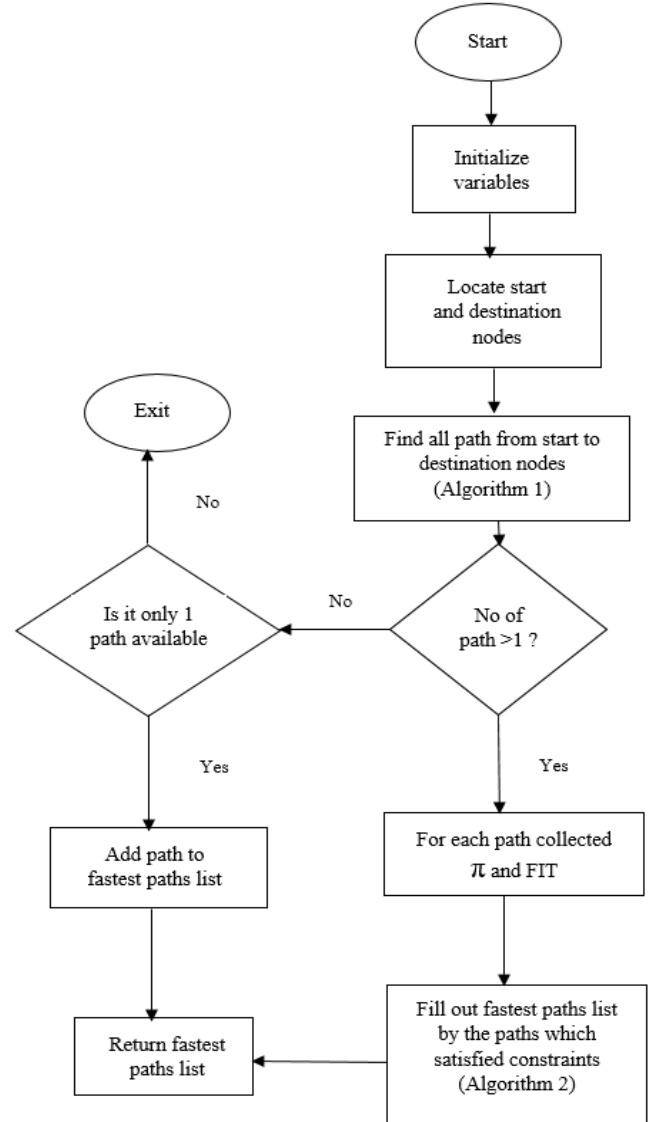 Start
Initialize
variables
Locate start
and destination
nodes
Exit
Find all path from start to
destination nodes
(Algorithm 1)
No
Is it only 1
path available
No
No of
path >1 ?
Yes
Yes
Add path to
fastest paths list
For each path collected
π and FIT
Return fastest
paths list
Fill out fastest paths list
by the paths which
satisfied constraints
(Algorithm 2)